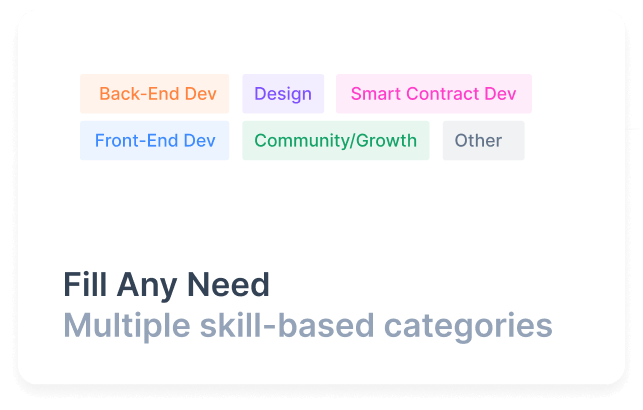 Back-End Dev Design Smart Contract Dev
Front-End Dev Community/Growth Other
Fill Any Need
Multiple skill-based categories